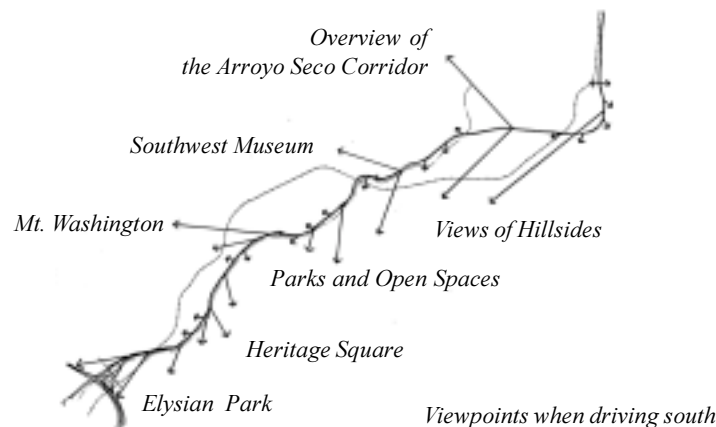 Overview of
the Arroyo Seco Corridor
Southwest Museum
Mt. Washington
Views of Hillsides
Parks and Open Spaces
Heritage Square
Elysian Park
Viewpoints when driving south